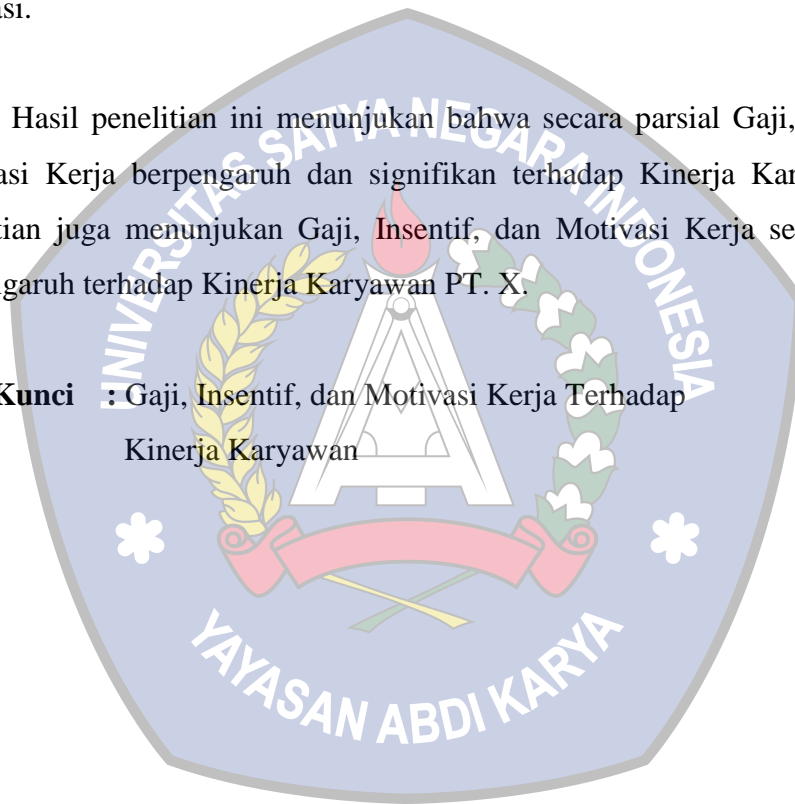 asi.
Hasil penelitian ini menunjukan bahwa secara parsial Gaji,
asi Kerja berpengaruh dan signifikan terhadap Kinerja Kar
tian juga menunjukan Gaji, Insentif, dan Motivasi Kerja se
garuh terhadap Kinerja Karyawan PT. X.
Kunci : Gaji, Insentif, dan Motivasi Kerja Terhadap
Kinerja Karyawan
UNIVERSITAS SATYA NEGARA INDONESIA
YAYASAN ABDI KARYA